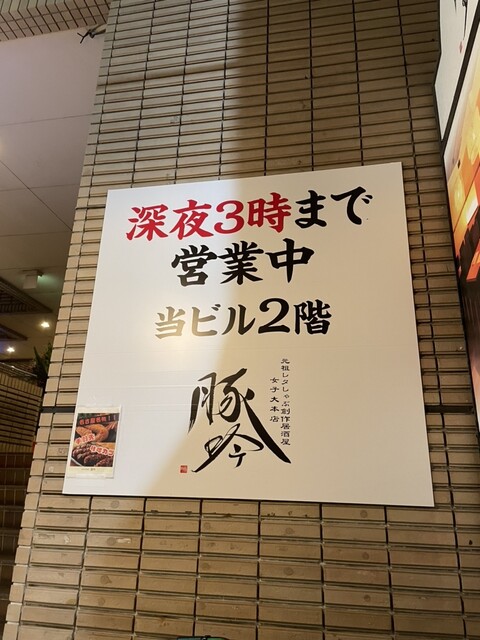 深夜3時まで
営業中
当ビル2階
元祖レタしゃぶ創作居酒屋
女子大本店
豚吟